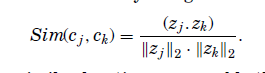 Sim(c_j, c_k) = (z_j . z_k) / (‖z_j‖_2 · ‖z_k‖_2).